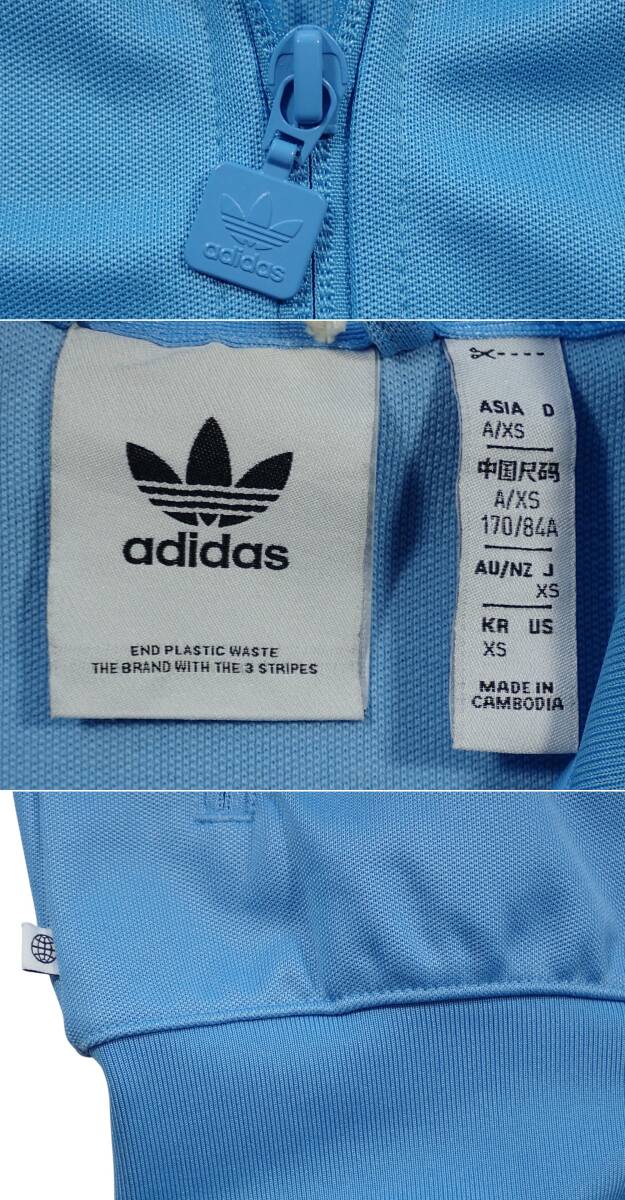 adidas
adidas
END PLASTIC WASTE
THE BRAND WITH THE 3 STRIPES
ASIA D
A/XS
中国尺码
A/XS
170/84A
AU/NZ J
XS
KR US
XS
MADE IN
CAMBODIA